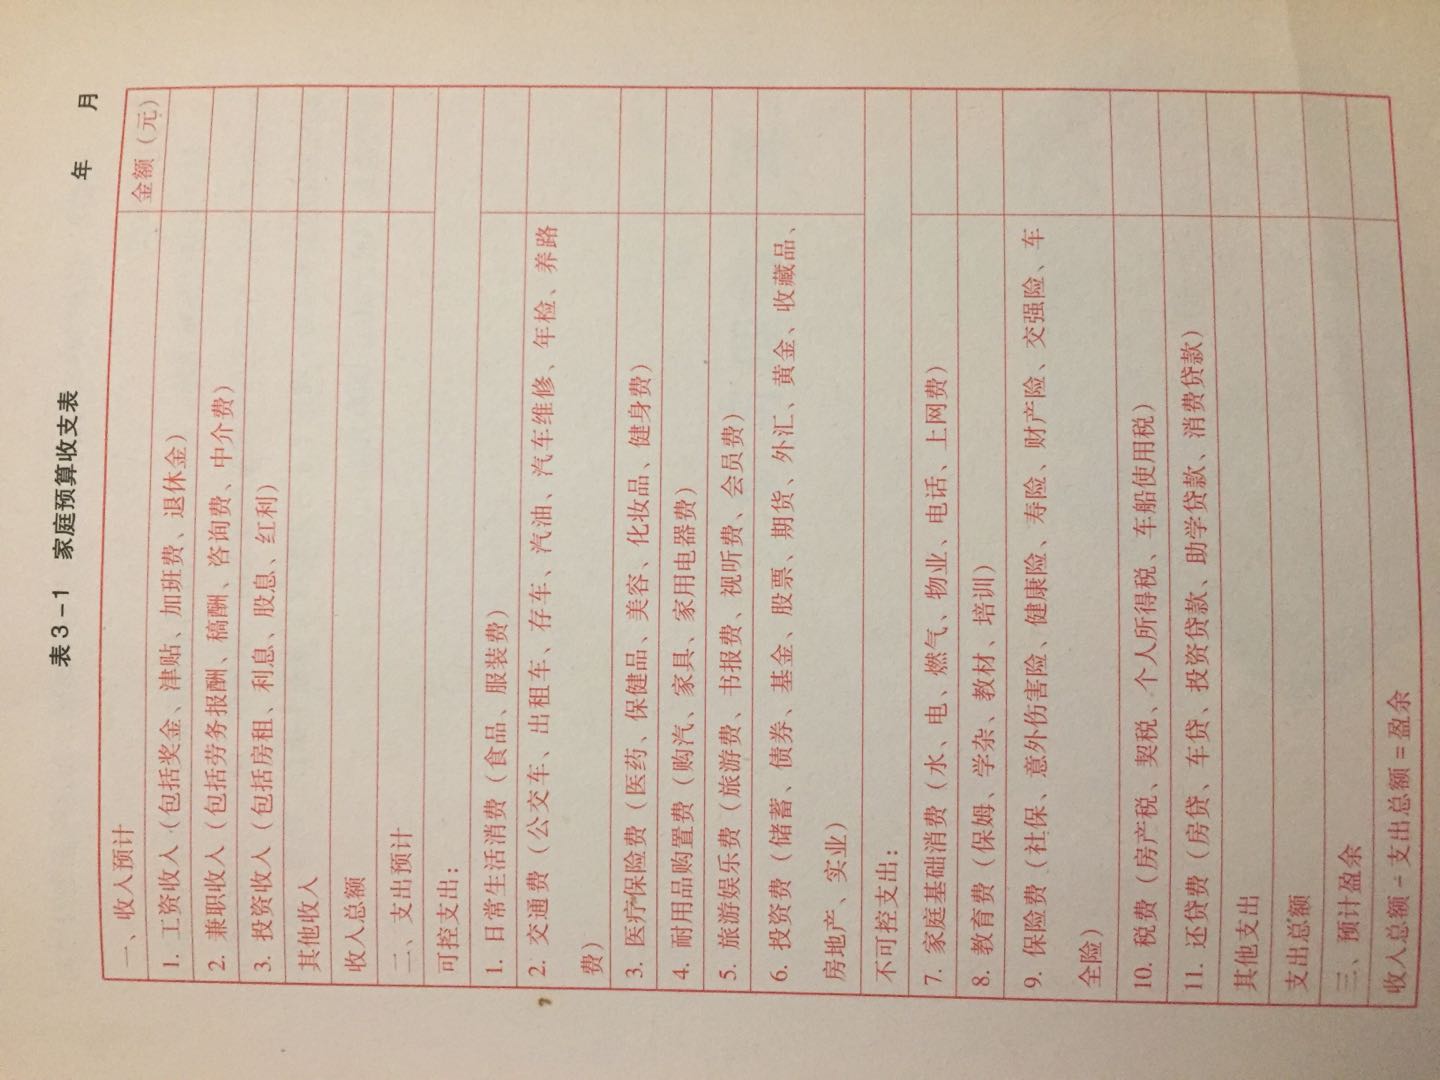 表3-1 家庭预算收支表
年 月
一、收入预计 金额（元）
1. 工资收入（包括奖金、津贴、加班费、退休金）
2. 兼职收入（包括劳务报酬、稿酬、咨询费、中介费）
3. 投资收入（包括房租、利息、股息、红利）
其他收入
收入总额
二、支出预计
可控支出：
1. 日常生活消费（食品、服装费）
2. 交通费（公交车、出租车、存车、汽油、汽车维修、年检、养路
费）
3. 医疗保险费（医药、保健品、美容、化妆品、健身费）
4. 耐用品购置费（购汽、家具、家用电器费）
5. 旅游娱乐费（旅游费、书报费、视听费、会员费）
6. 投资费（储蓄、债券、基金、股票、期货、外汇、黄金、收藏品、
房地产、实业）
不可控支出：
7. 家庭基础消费（水、电、燃气、物业、电话、上网费）
8. 教育费（保姆、学杂、教材、培训）
9. 保险费（社保、意外伤害险、健康险、寿险、财产险、交强险、车
全险）
10. 税费（房产税、契税、个人所得税、车船使用税）
11. 还贷费（房贷、车贷、投资贷款、助学贷款、消费贷款）
其他支出
支出总额
三、预计盈余
收入总额-支出总额=盈余